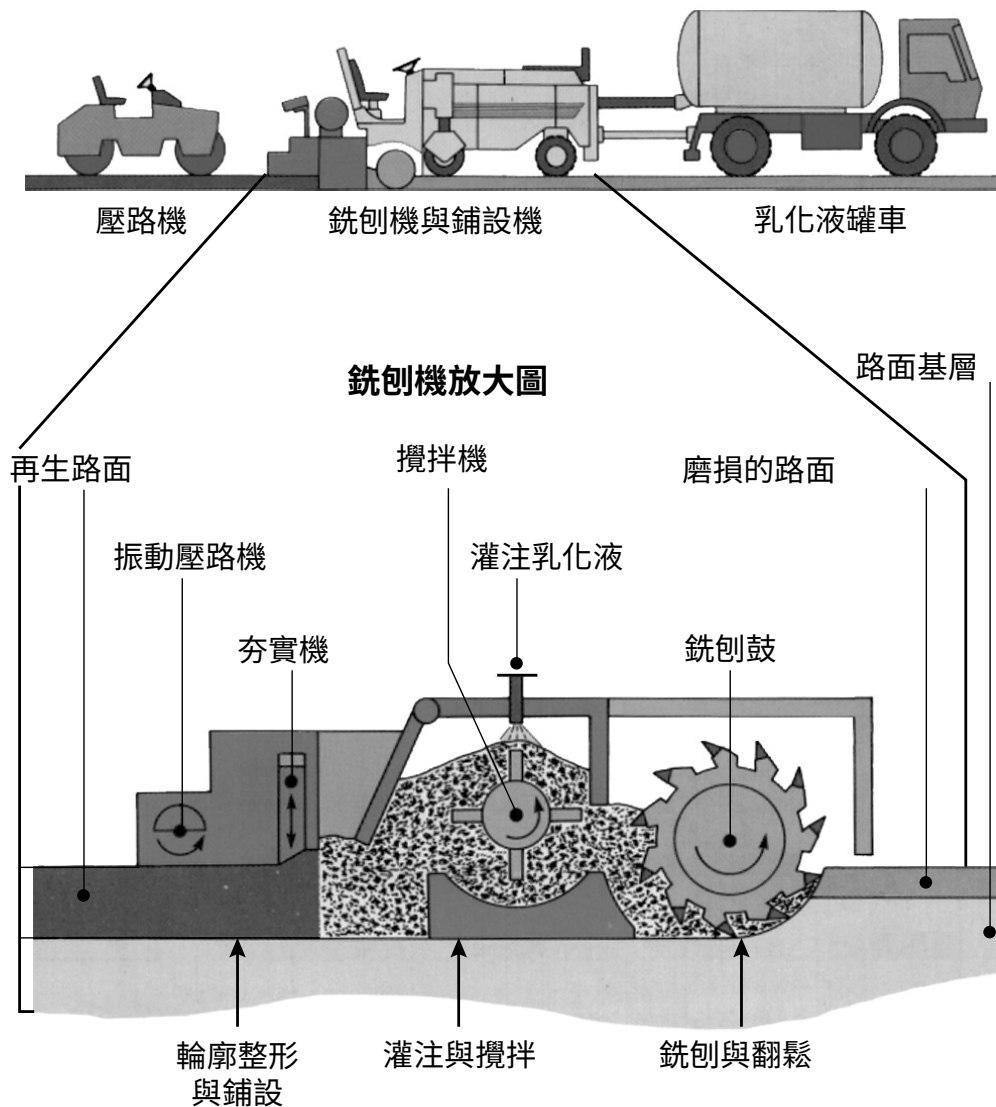 壓路機
銑刨機與鋪設機
乳化液罐車
銑刨機放大圖
路面基層
再生路面
攪拌機
磨損的路面
振動壓路機
灌注乳化液
夯實機
銑刨鼓
輪廓整形
與鋪設
灌注與攪拌
銑刨與翻鬆